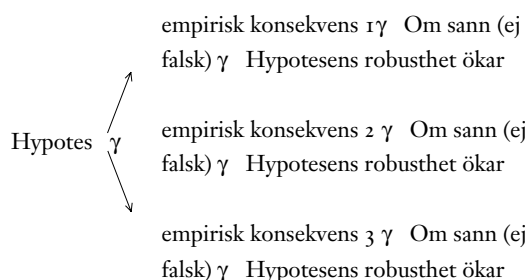 empirisk konsekvens 1γ Om sann (ej
falsk) γ Hypotesens robusthet ökar
Hypotes γ
empirisk konsekvens 2 γ Om sann (ej
falsk) γ Hypotesens robusthet ökar
empirisk konsekvens 3 γ Om sann (ej
falsk) γ Hypotesens robusthet ökar